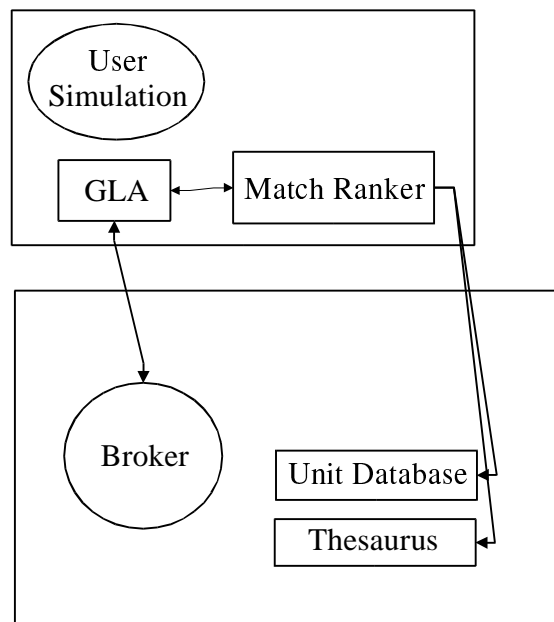 User
Simulation
GLA
Match Ranker
Broker
Unit Database
Thesaurus